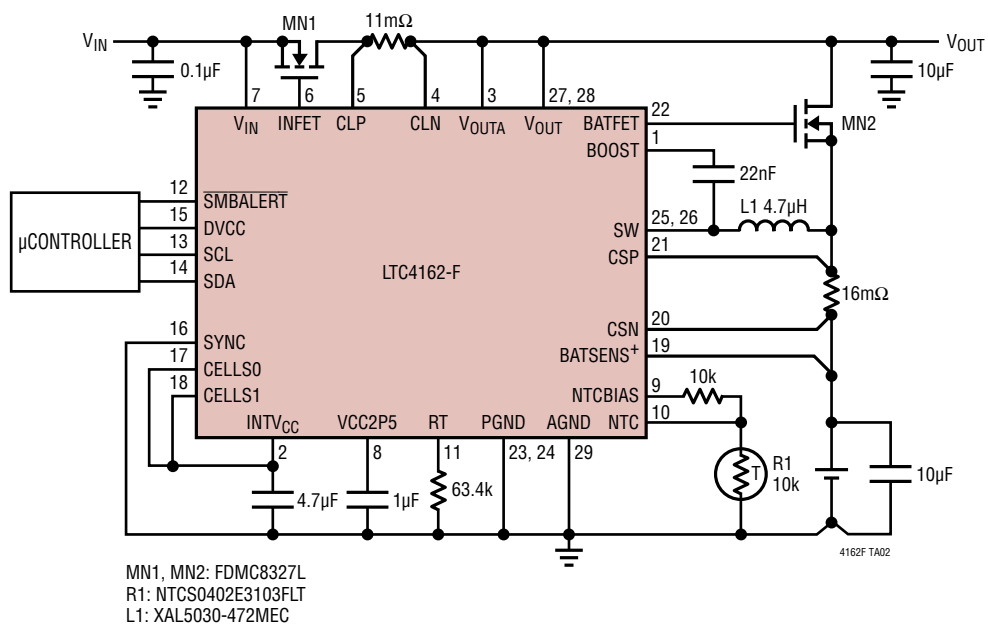 MN1
11mΩ
VIN
VOUT
0.1µF
10µF
7
6
5
4
3
27, 28
VIN
INFET
CLP
CLN
VOUTA
VOUT
BATFET
22
MN2
BOOST
1
22nF
L1 4.7µH
µCONTROLLER
12
SMBALERT
15
DVCC
13
SCL
14
SDA
LTC4162-F
SW
25, 26
CSP
21
16mΩ
CSN
20
BATSENS+
19
16
SYNC
17
CELLS0
18
CELLS1
NTCBIAS
9
10k
NTC
10
INTVCC
VCC2P5
RT
PGND
AGND
2
8
11
23, 24
29
T
R1
10k
4.7µF
1µF
63.4k
10µF
4162F TA02
MN1, MN2: FDMC8327L
R1: NTCS0402E3103FLT
L1: XAL5030-472MEC